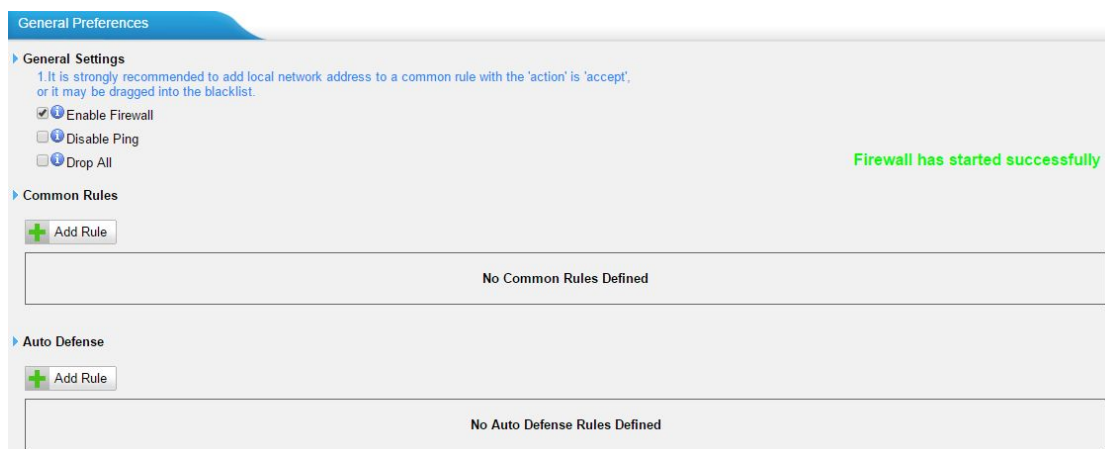 General Preferences
General Settings
1.It is strongly recommended to add local network address to a common rule with the 'action' is 'accept',
or it may be dragged into the blacklist.
Enable Firewall
Disable Ping
Drop All
Firewall has started successfully
Common Rules
Add Rule
No Common Rules Defined
Auto Defense
Add Rule
No Auto Defense Rules Defined